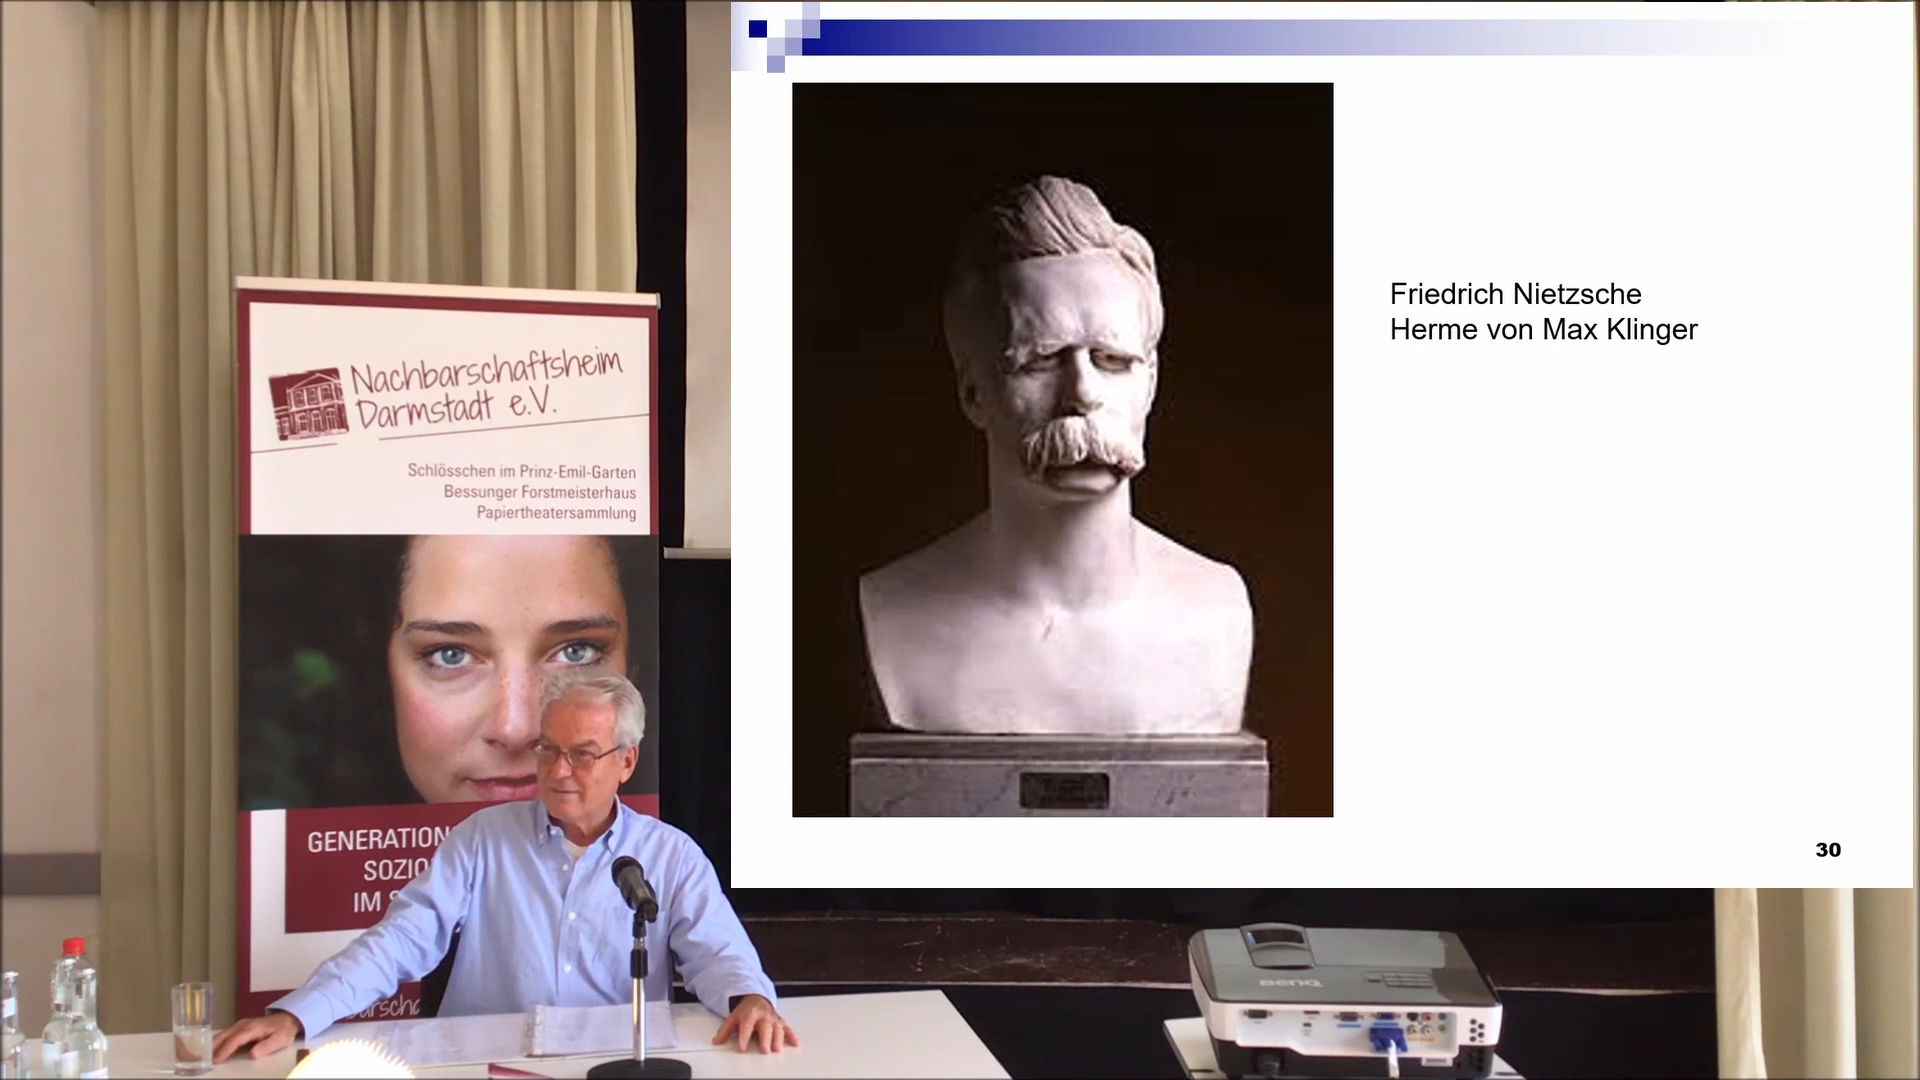 Nachbarschaftsheim
Darmstadt e.V.
Schlösschen im Prinz-Emil-Garten
Bessunger Forstmeisterhaus
Papiertheatersammlung
GENERATION
SOZIO
IM
Friedrich Nietzsche
Herme von Max Klinger
30
BenQ